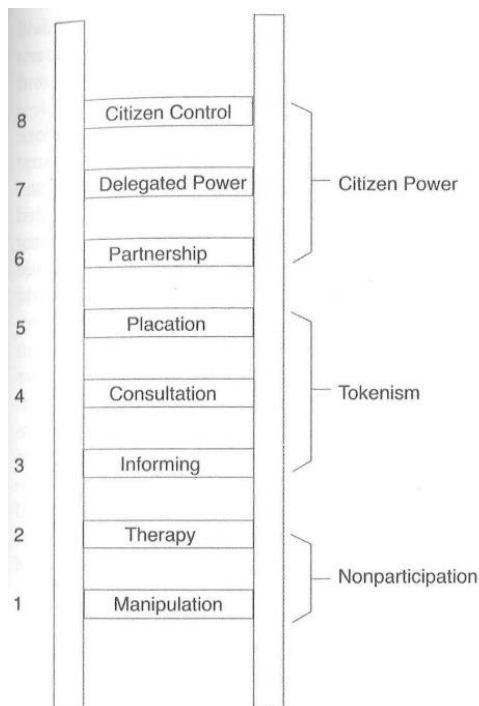 8 Citizen Control
7 Delegated Power Citizen Power
6 Partnership
5 Placation
4 Consultation Tokenism
3 Informing
2 Therapy
Nonparticipation
1 Manipulation